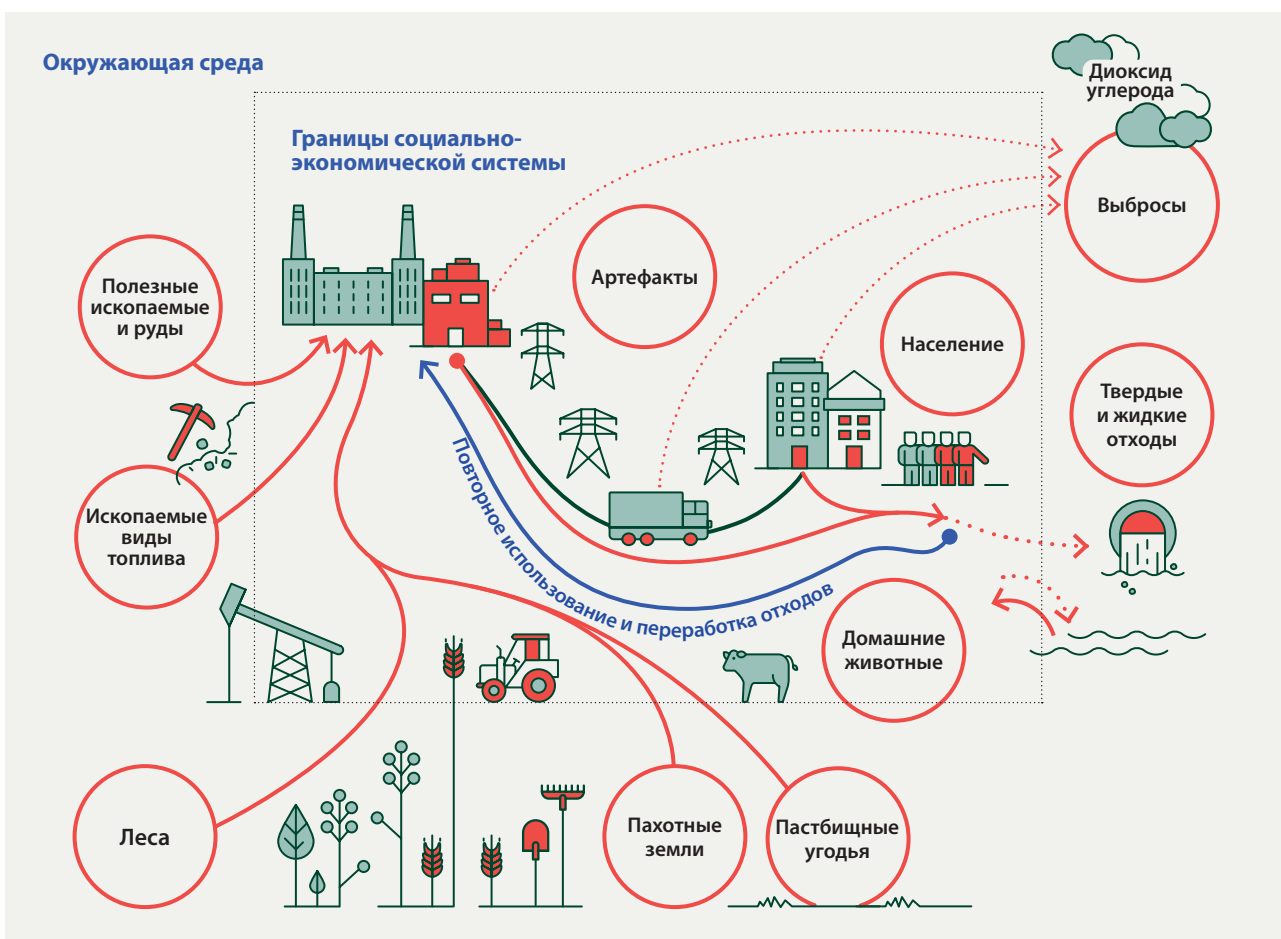 Окружающая среда
Диоксид
углерода
Границы социально-
экономической системы
Выбросы
Полезные
ископаемые
и руды
Артефакты
Население
Твердые
и жидкие
отходы
Ископаемые
виды
топлива
Повторное использование и переработка отходов
Домашние
животные
Леса
Пахотные
земли
Пастбищные
угодья